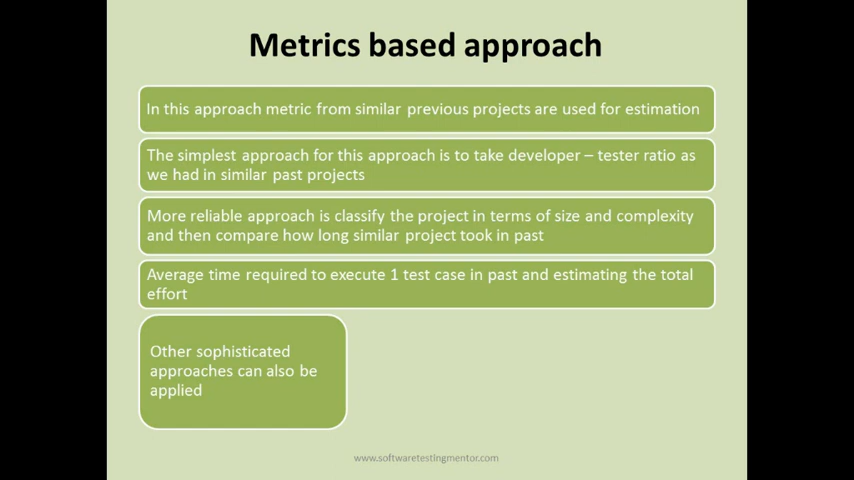 Metrics based approach
In this approach metric from similar previous projects are used for estimation
The simplest approach for this approach is to take developer – tester ratio as
we had in similar past projects
More reliable approach is classify the project in terms of size and complexity
and then compare how long similar project took in past
Average time required to execute 1 test case in past and estimating the total
effort
Other sophisticated
approaches can also be
applied
www.softwaretestingmentor.com